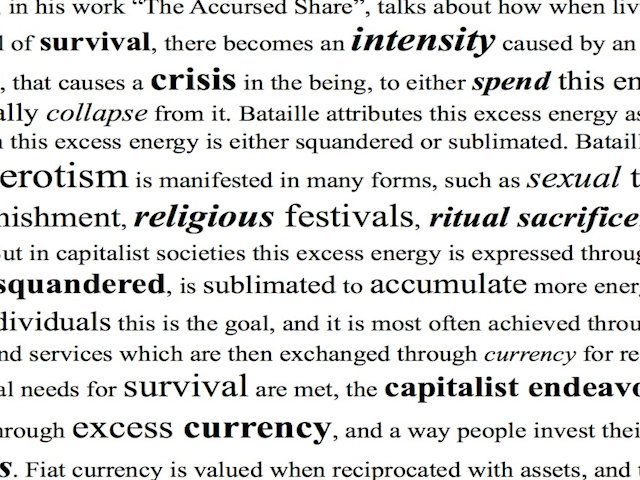 , in his work “The Accursed Share”, talks about how when liv
l of survival, there becomes an intensity caused by an
, that causes a crisis in the being, to either spend this en
ally collapse from it. Bataille attributes this excess energy as
n this excess energy is either squandered or sublimated. Bataill
erotism is manifested in many forms, such as sexual t
nishment, religious festivals, ritual sacrifice,
ut in capitalist societies this excess energy is expressed throug
squandered, is sublimated to accumulate more energ
dividuals this is the goal, and it is most often achieved throu
nd services which are then exchanged through currency for re
al needs for survival are met, the capitalist endeavo
hrough excess currency, and a way people invest thei
s. Fiat currency is valued when reciprocated with assets, and t